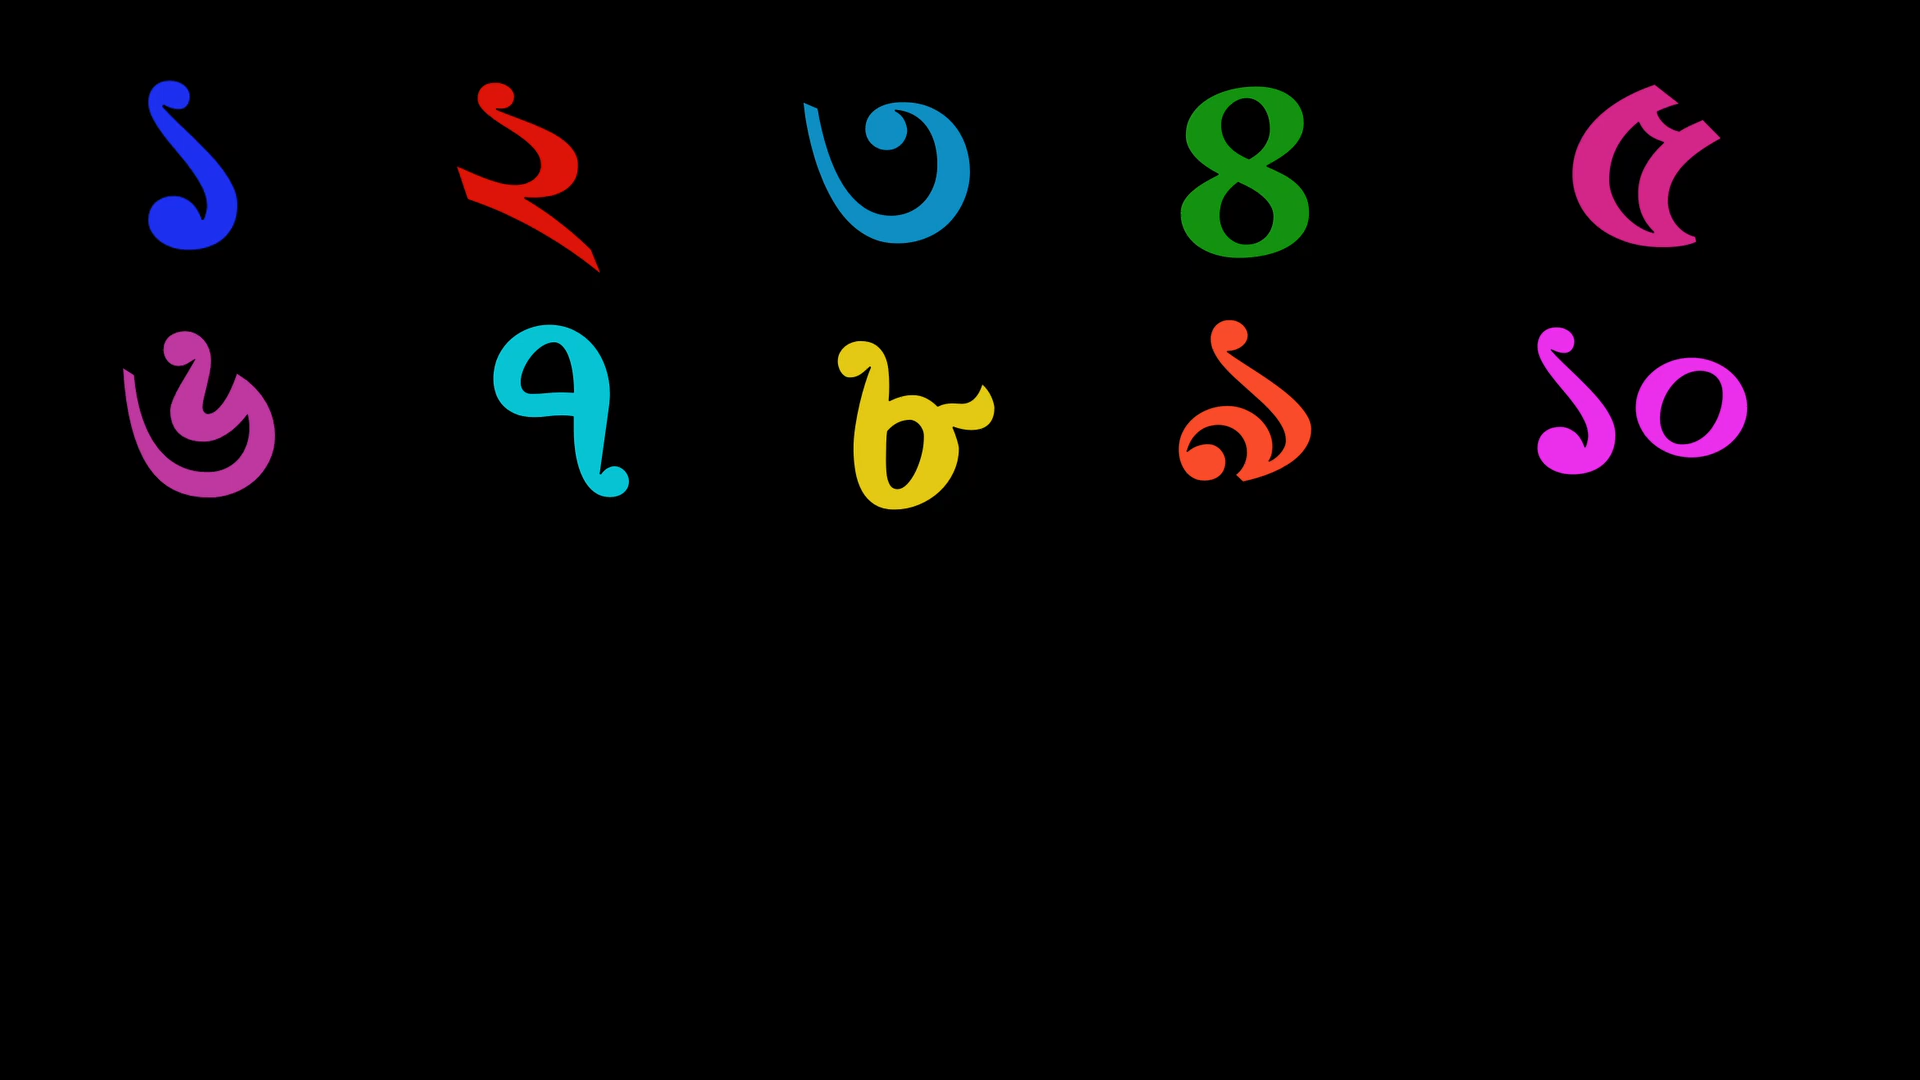 ১ ২ ৩ ৪ ৫
৬ ৭ ৮ ৯ ১০